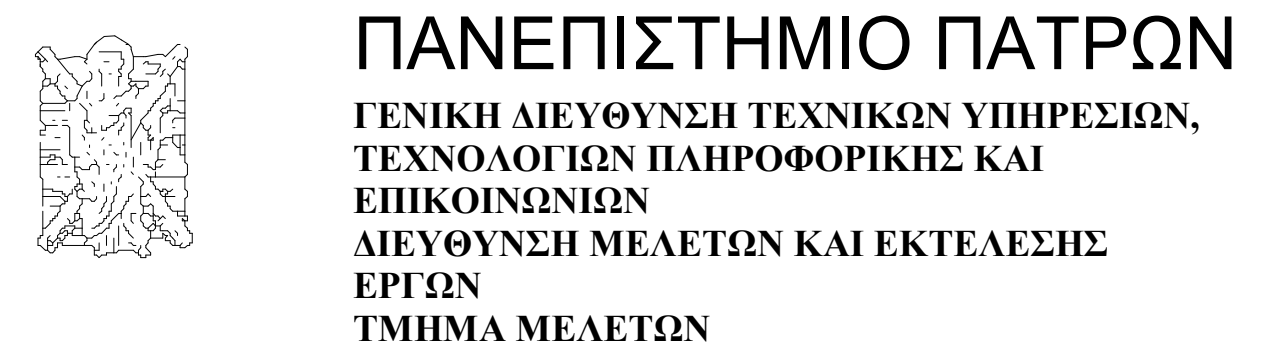 ΠΑΝΕΠΙΣΤΗΜΙΟ ΠΑΤΡΩΝ
ΓΕΝΙΚΗ ΔΙΕΥΘΥΝΣΗ ΤΕΧΝΙΚΩΝ ΥΠΗΡΕΣΙΩΝ,
ΤΕΧΝΟΛΟΓΙΩΝ ΠΛΗΡΟΦΟΡΙΚΗΣ ΚΑΙ
ΕΠΙΚΟΙΝΩΝΙΩΝ
ΔΙΕΥΘΥΝΣΗ ΜΕΛΕΤΩΝ ΚΑΙ ΕΚΤΕΛΕΣΗΣ
ΕΡΓΩΝ
ΤΜΗΜΑ ΜΕΛΕΤΩΝ